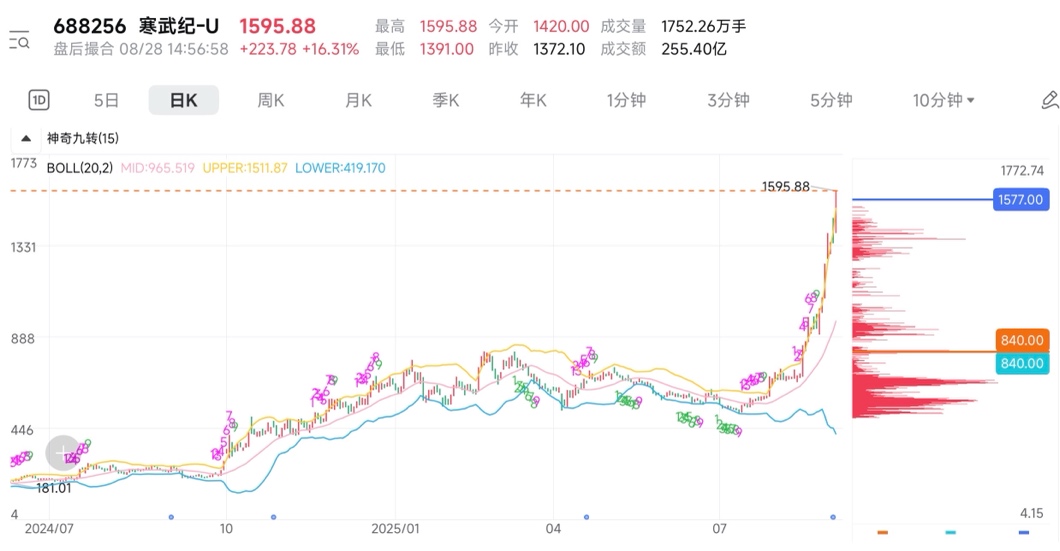 688256 寒武纪-U 1595.88 最高 1595.88 今开 1420.00 成交量 1752.26万手
盘后撮合 08/28 14:56:58 +223.78 +16.31% 最低 1391.00 昨收 1372.10 成交额 255.40亿
1D 5日 日K 周K 月K 季K 年K 1分钟 3分钟 5分钟 10分钟
神奇九转(15)
1773 BOLL(20,2) MID:965.519 UPPER:1511.87 LOWER:419.170
1772.74
1595.88
1577.00
1331
888
840.00
840.00
446
181.01
4
4.15
2024/07 10 2025/01 04 07